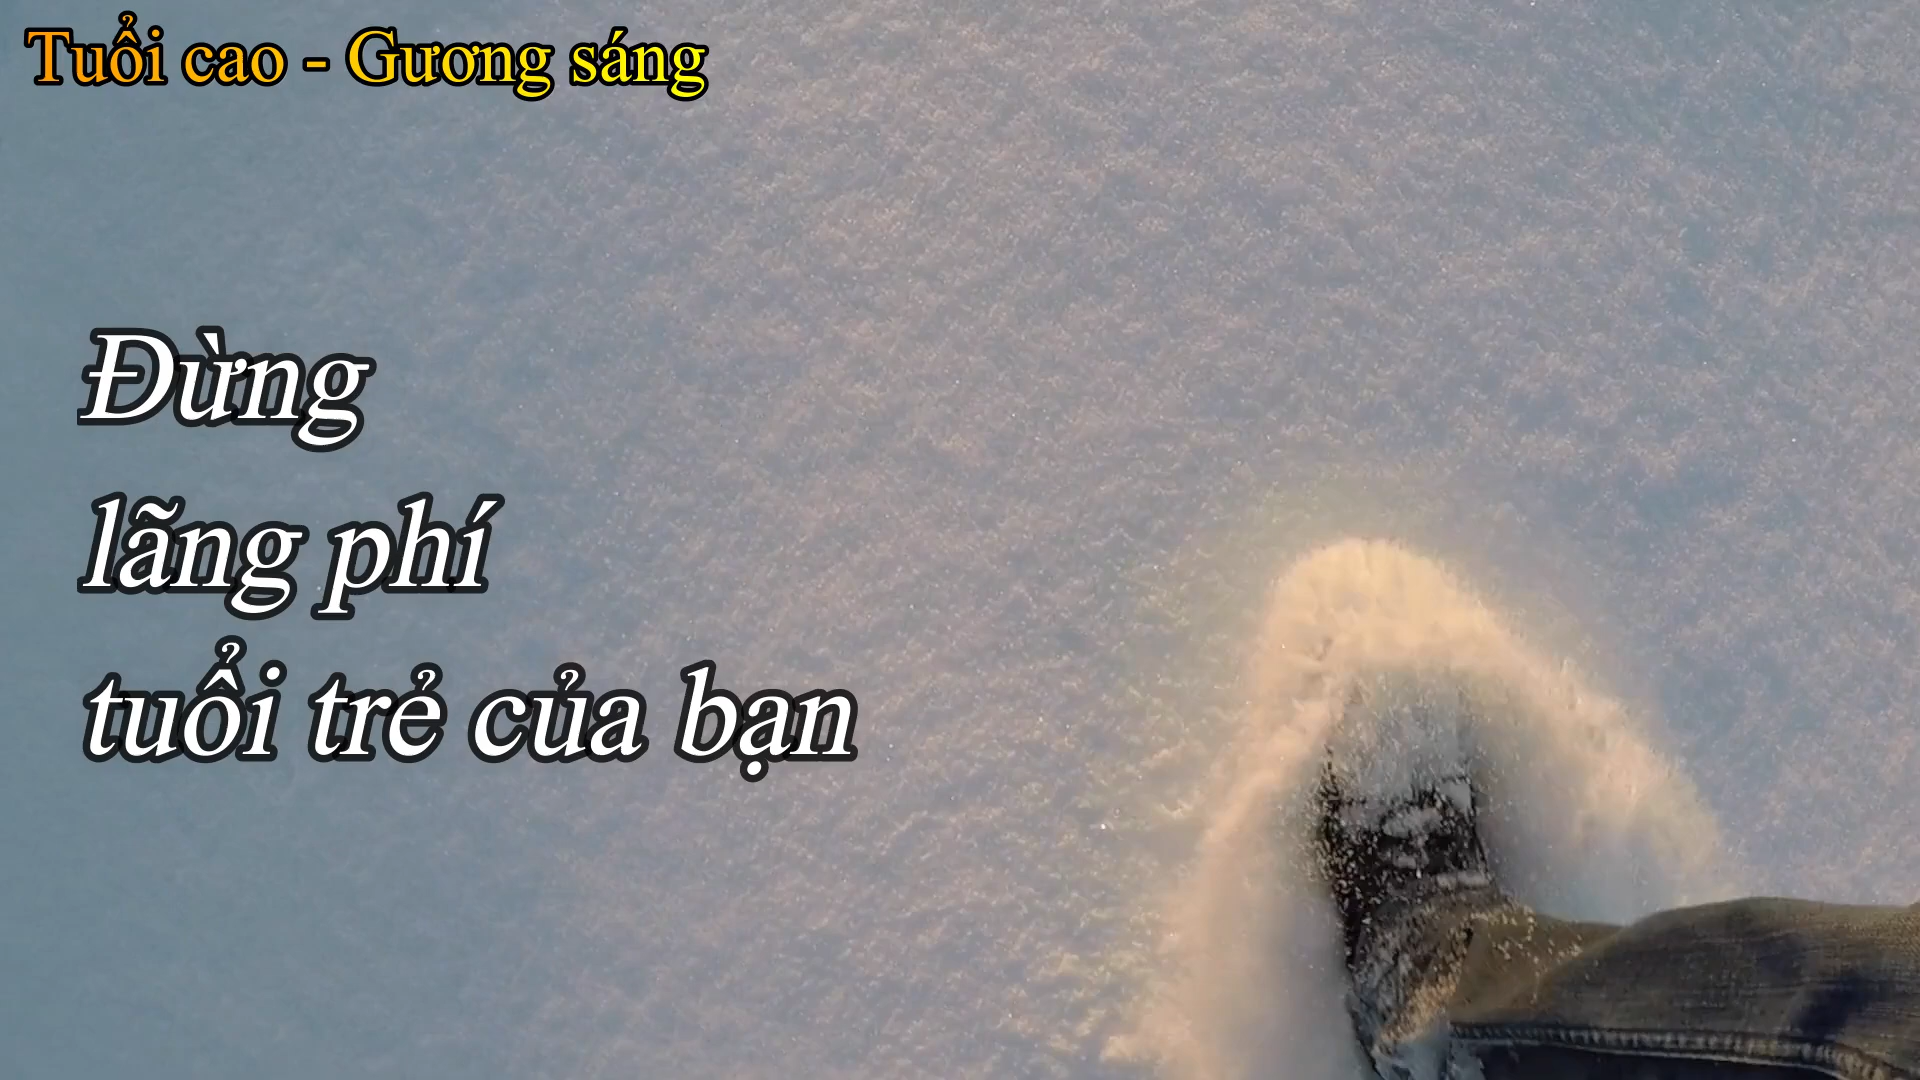 Tuổi cao - Gương sáng
Đừng
lãng phí
tuổi trẻ của bạn